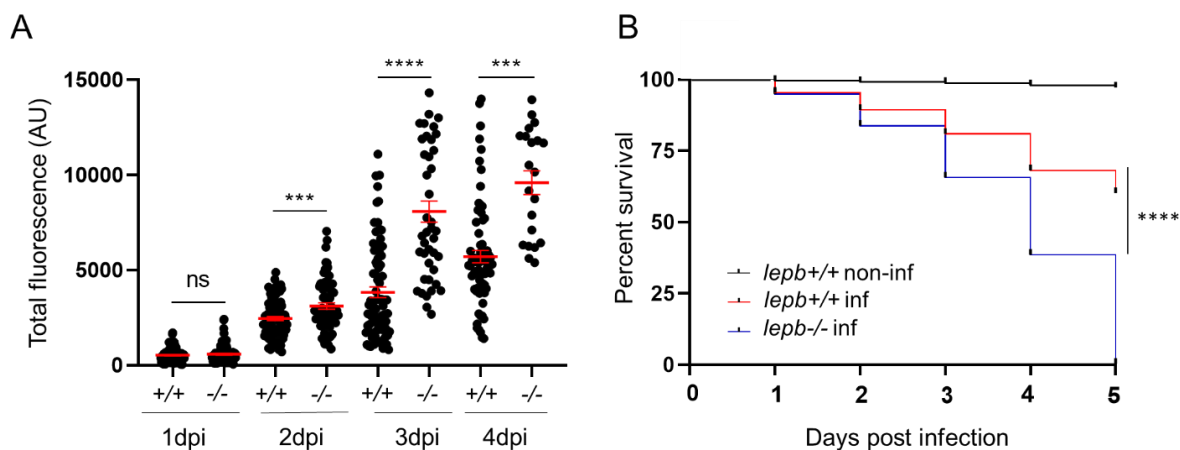 A
Total fluorescence (AU)
15000
10000
5000
0
ns
***
****
***
+/+ -/- +/+ -/- +/+ -/- +/+ -/-
1dpi 2dpi 3dpi 4dpi
B
Percent survival
100
75
50
25
0
lepb+/+ non-inf
lepb+/+ inf
lepb-/- inf
****
0 1 2 3 4 5
Days post infection